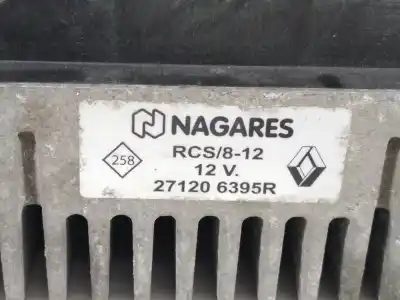 NAGARES
258
RCS/8-12
12 V.
27120 6395R